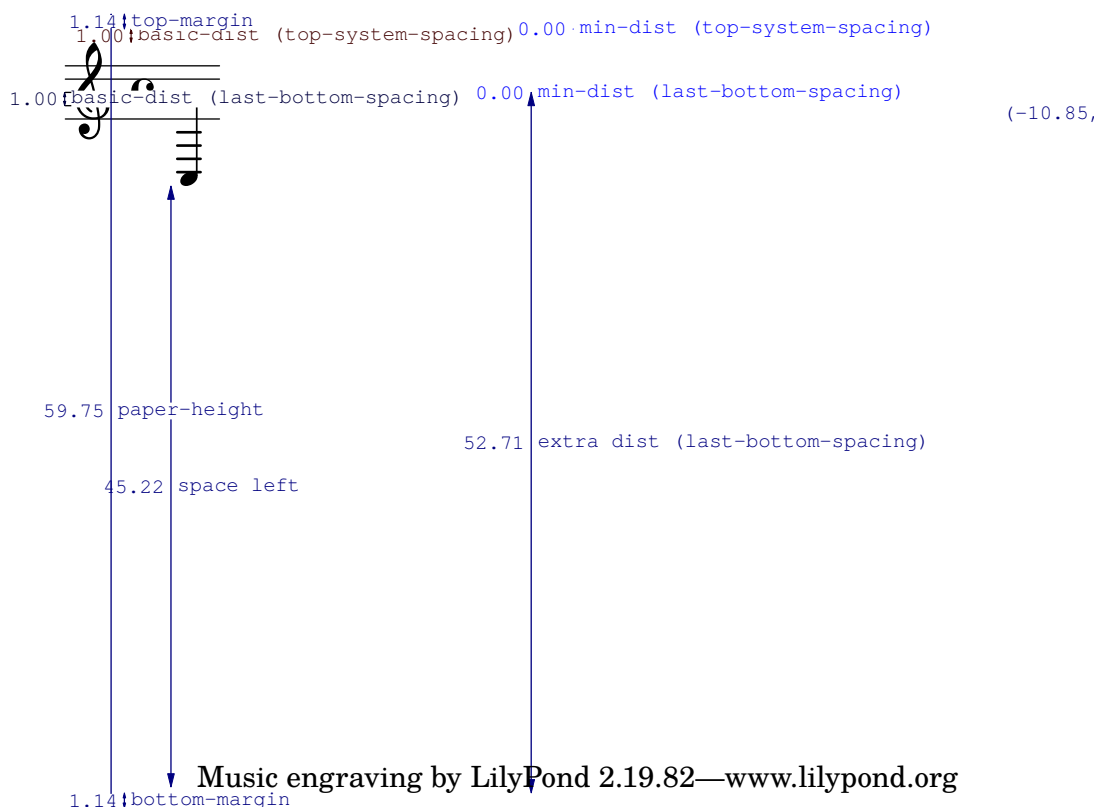 1.14 top-margin
1.00 basic-dist (top-system-spacing) 0.00 min-dist (top-system-spacing)
1.00 basic-dist (last-bottom-spacing) 0.00 min-dist (last-bottom-spacing)
(-10.85,
59.75 paper-height
52.71 extra dist (last-bottom-spacing)
45.22 space left
Music engraving by LilyPond 2.19.82—www.lilypond.org
1.14 bottom-margin